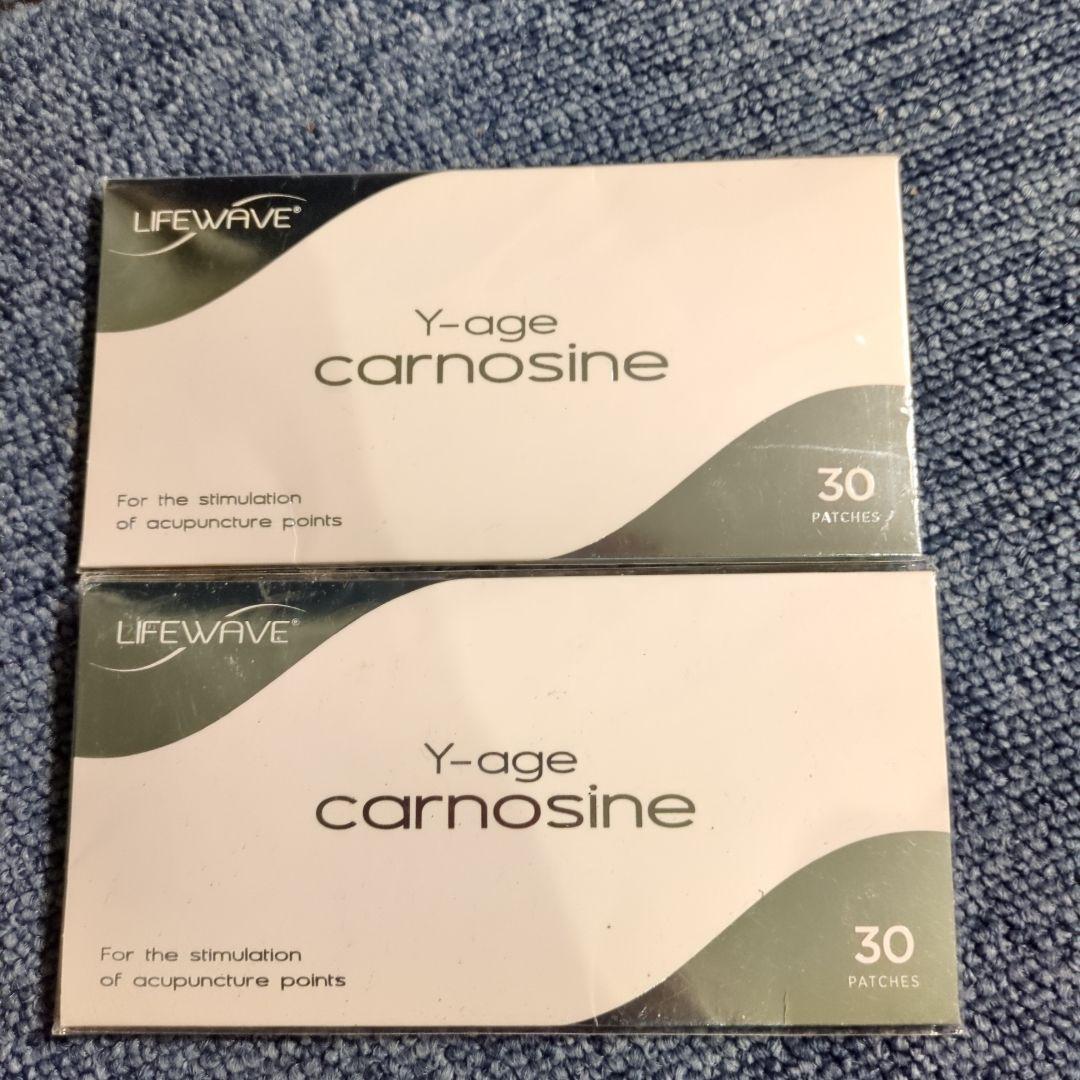 LIFEWAVE®
Y-age
carnosine
For the stimulation
of acupuncture points
30
PATCHES
LIFEWAVE®
Y-age
carnosine
For the stimulation
of acupuncture points
30
PATCHES